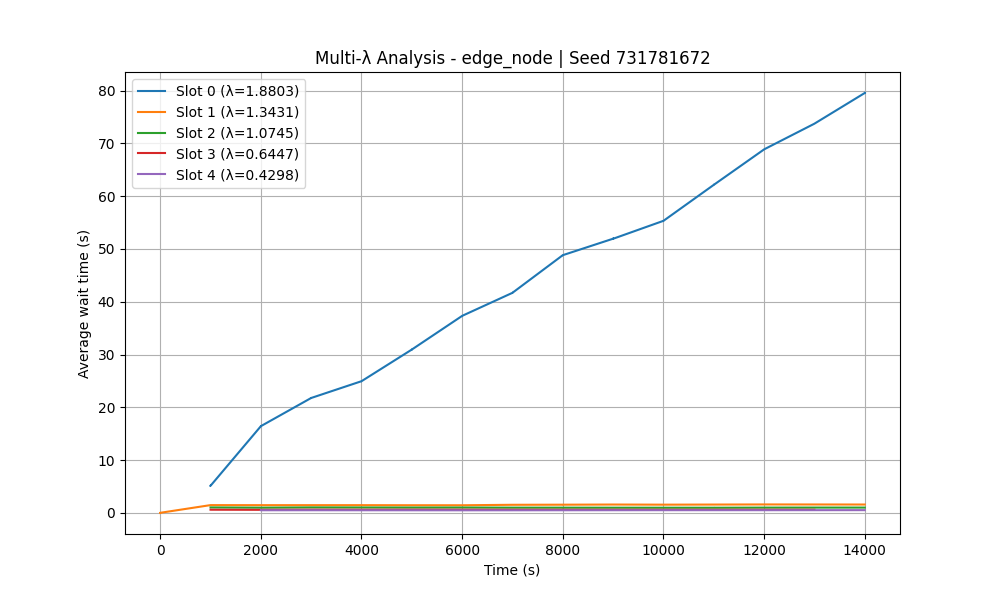 Multi-λ Analysis - edge_node | Seed 731781672
Slot 0 (λ=1.8803)
Slot 1 (λ=1.3431)
Slot 2 (λ=1.0745)
Slot 3 (λ=0.6447)
Slot 4 (λ=0.4298)
Average wait time (s)
80
70
60
50
40
30
20
10
0
0 2000 4000 6000 8000 10000 12000 14000
Time (s)